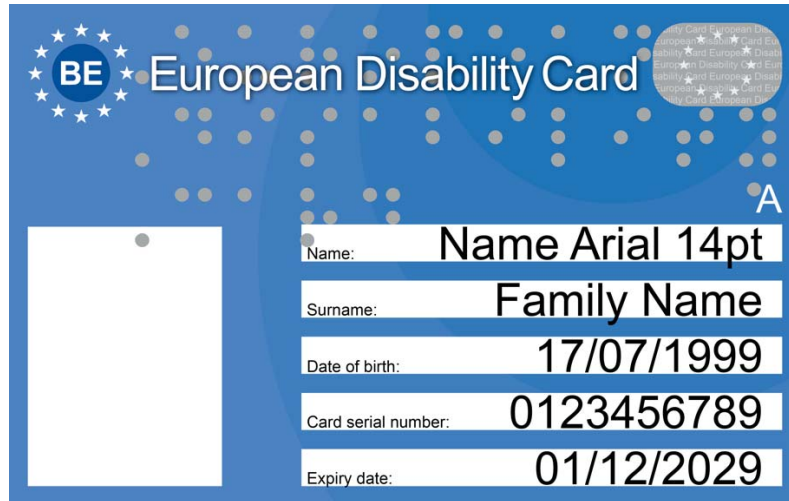 BE European Disability Card
A
Name: Name Arial 14pt
Surname: Family Name
Date of birth: 17/07/1999
Card serial number: 0123456789
Expiry date: 01/12/2029